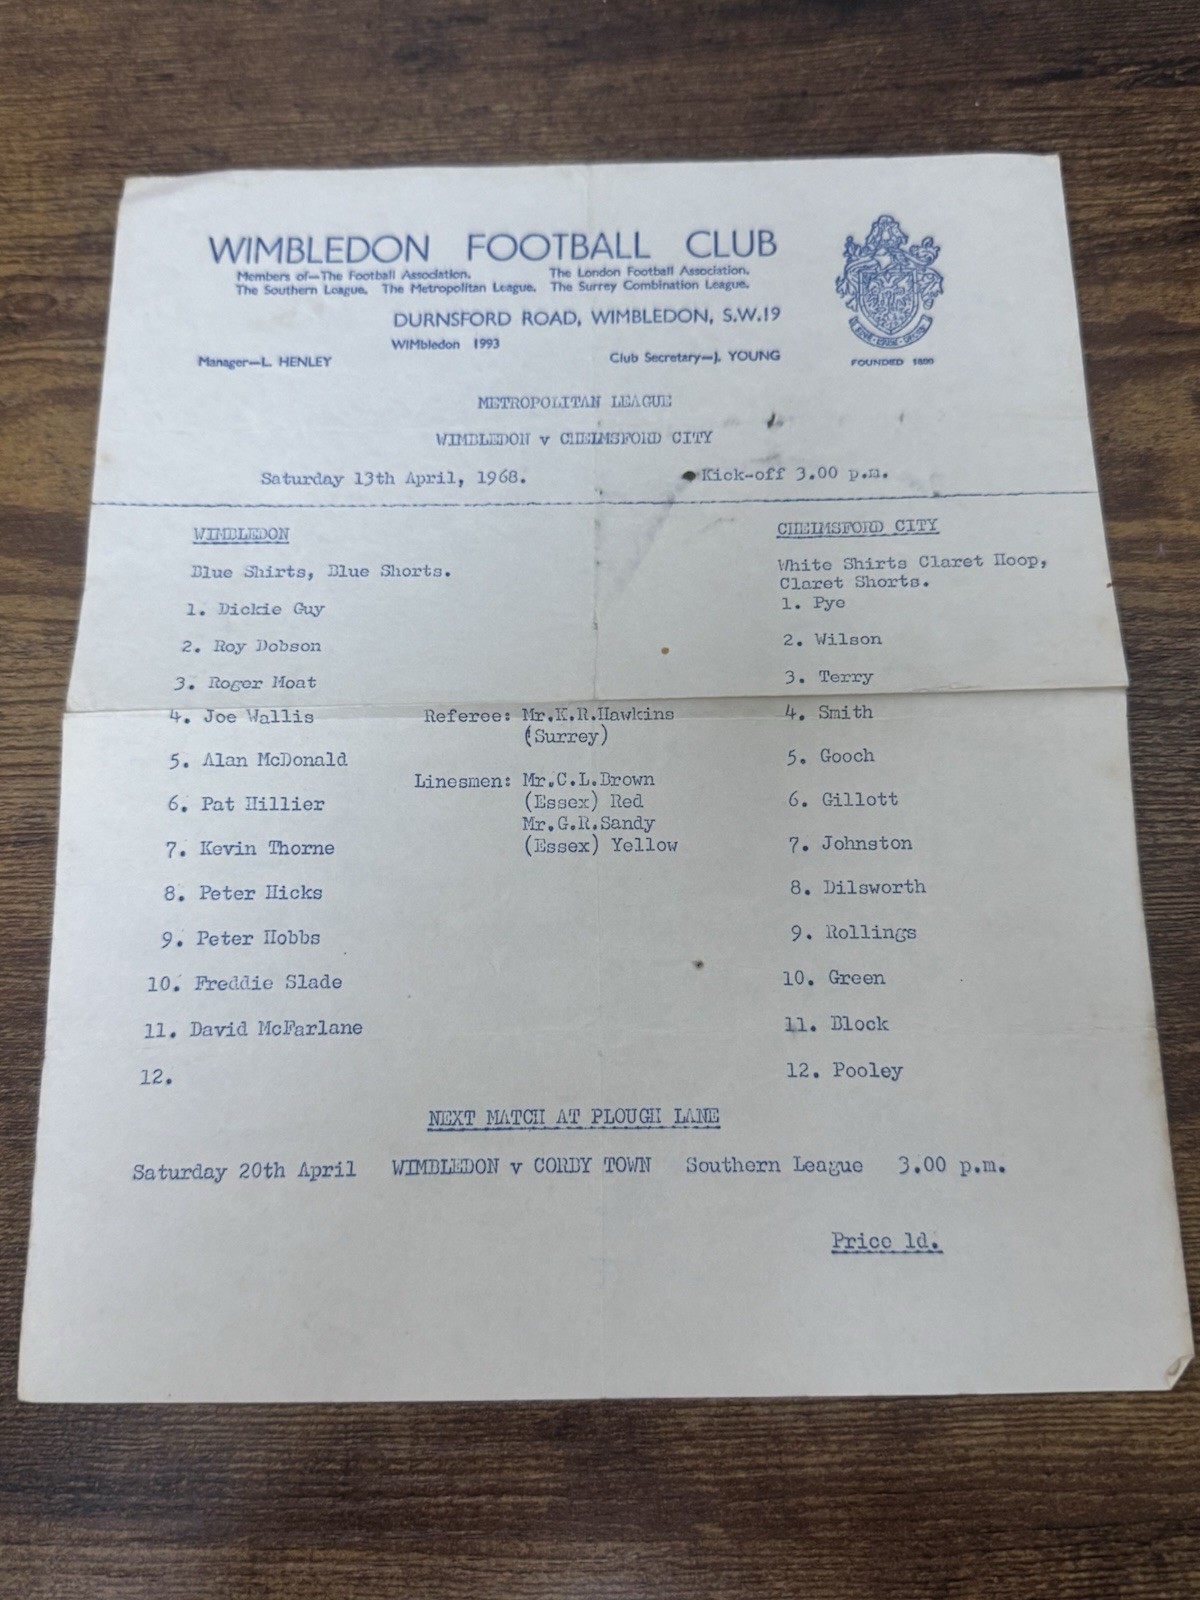 WIMBLEDON FOOTBALL CLUB
Members of—The Football Association. The London Football Association.
The Southern League. The Metropolitan League. The Surrey Combination League.
DURNSFORD ROAD, WIMBLEDON, S.W.19
WIMbledon 1993
Manager—L. HENLEY Club Secretary—J. YOUNG
FOUNDED 1889
METROPOLITAN LEAGUE
WIMBLEDON v CHELMSFORD CITY
Saturday 13th April, 1968. Kick-off 3.00 p.m.
WIMBLEDON
Blue Shirts, Blue Shorts.
1. Dickie Guy
2. Roy Dobson
3. Roger Moat
4. Joe Wallis
5. Alan McDonald
6. Pat Hillier
7. Kevin Thorne
8. Peter Hicks
9. Peter Hobbs
10. Freddie Slade
11. David McFarlane
12.
Referee: Mr.K.R.Hawkins
(Surrey)
Linesmen: Mr.C.L.Brown
(Essex) Red
Mr.G.R.Sandy
(Essex) Yellow
CHELMSFORD CITY
White Shirts Claret Hoop,
Claret Shorts.
1. Pye
2. Wilson
3. Terry
4. Smith
5. Gooch
6. Gillott
7. Johnston
8. Dilsworth
9. Rollings
10. Green
11. Block
12. Pooley
NEXT MATCH AT PLOUGH LANE
Saturday 20th April WIMBLEDON v CORBY TOWN Southern League 3.00 p.m.
Price 1d.